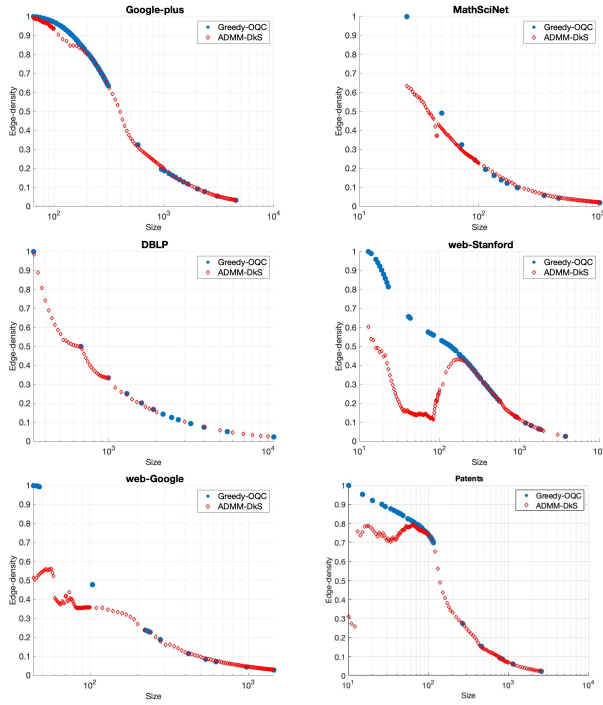 Google-plus
Greedy-OQC
ADMM-DkS
Edge-density
1
0.9
0.8
0.7
0.6
0.5
0.4
0.3
0.2
0.1
0
10^2
10^3
10^4
Size
MathSciNet
Greedy-OQC
ADMM-DkS
Edge-density
1
0.9
0.8
0.7
0.6
0.5
0.4
0.3
0.2
0.1
0
10^1
10^2
10^3
Size
DBLP
Greedy-OQC
ADMM-DkS
Edge-density
1
0.9
0.8
0.7
0.6
0.5
0.4
0.3
0.2
0.1
0
10^3
10^4
Size
web-Stanford
Greedy-OQC
ADMM-DkS
Edge-density
1
0.9
0.8
0.7
0.6
0.5
0.4
0.3
0.2
0.1
0
10^1
10^2
10^3
10^4
Size
web-Google
Greedy-OQC
ADMM-DkS
Edge-density
1
0.9
0.8
0.7
0.6
0.5
0.4
0.3
0.2
0.1
0
10^2
10^3
Size
Patents
Greedy-OQC
ADMM-DkS
Edge-density
1
0.9
0.8
0.7
0.6
0.5
0.4
0.3
0.2
0.1
0
10^1
10^2
10^3
10^4
Size